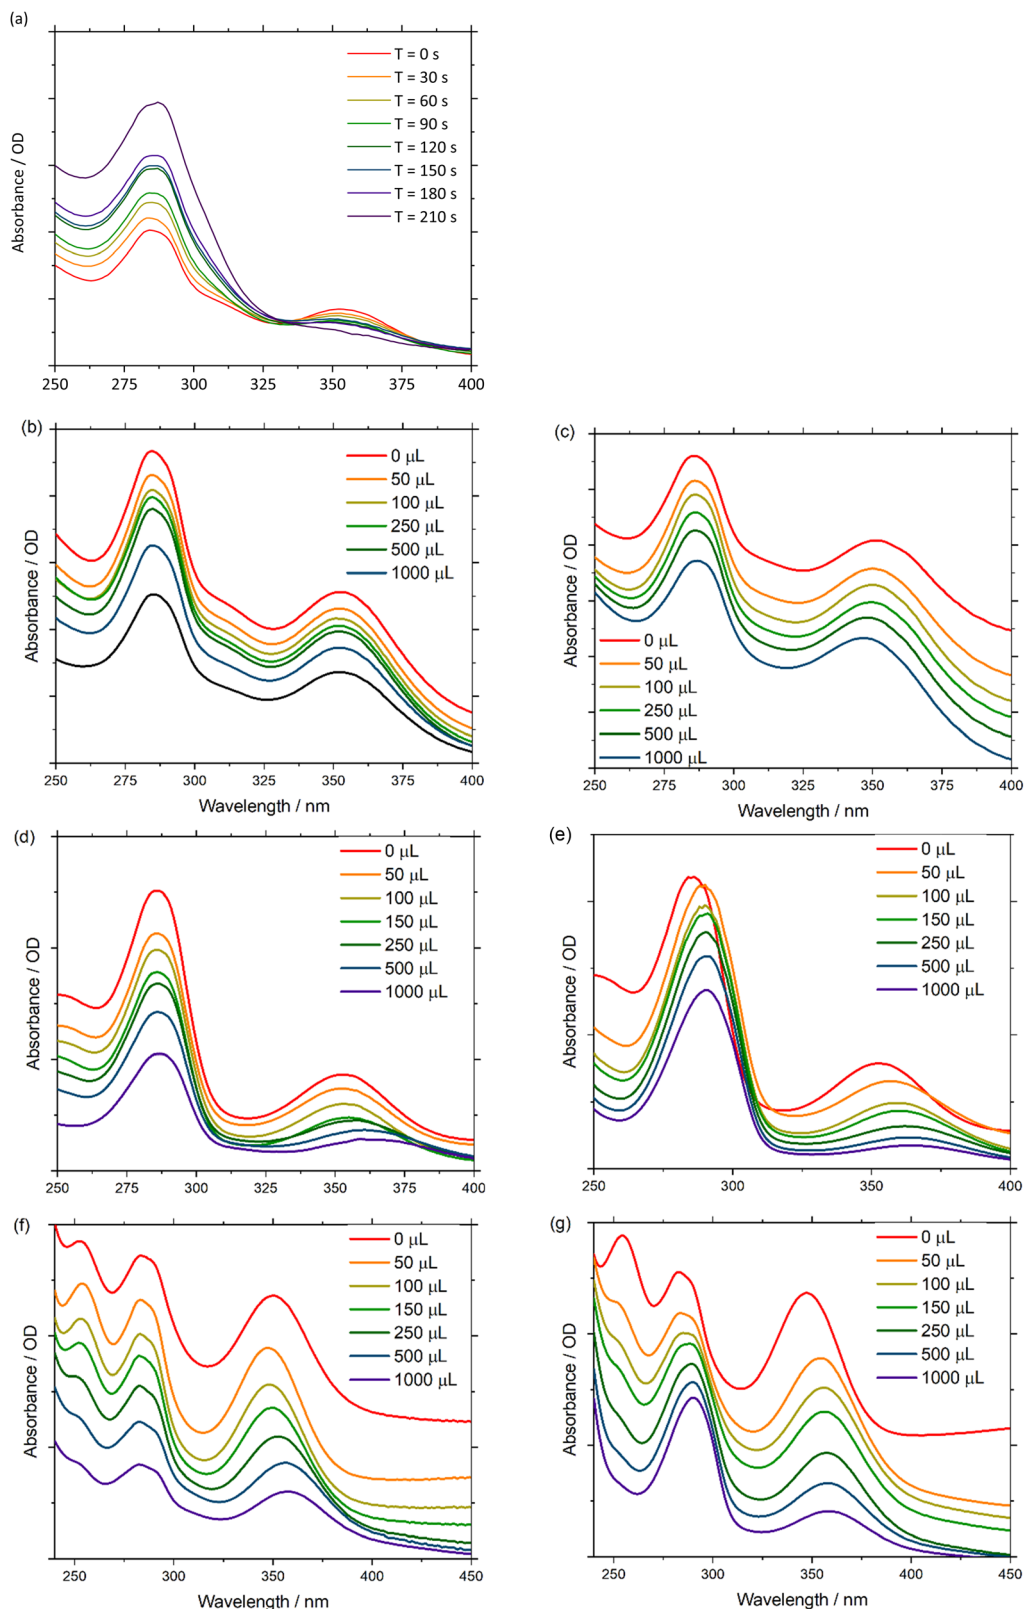 (a)
T = 0 s
T = 30 s
T = 60 s
T = 90 s
T = 120 s
T = 150 s
T = 180 s
T = 210 s
Absorbance / OD
250 275 300 325 350 375 400
(b)
0 μL
50 μL
100 μL
250 μL
500 μL
1000 μL
Absorbance / OD
250 275 300 325 350 375 400
Wavelength / nm
(c)
0 μL
50 μL
100 μL
250 μL
500 μL
1000 μL
Absorbance / OD
250 275 300 325 350 375 400
Wavelength / nm
(d)
0 μL
50 μL
100 μL
150 μL
250 μL
500 μL
1000 μL
Absorbance / OD
250 275 300 325 350 375 400
(e)
0 μL
50 μL
100 μL
150 μL
250 μL
500 μL
1000 μL
Absorbance / OD
250 300 350 400
(f)
0 μL
50 μL
100 μL
150 μL
250 μL
500 μL
1000 μL
Absorbance / OD
250 300 350 400 450
Wavelength / nm
(g)
0 μL
50 μL
100 μL
150 μL
250 μL
500 μL
1000 μL
Absorbance / OD
250 300 350 400 450
Wavelength / nm